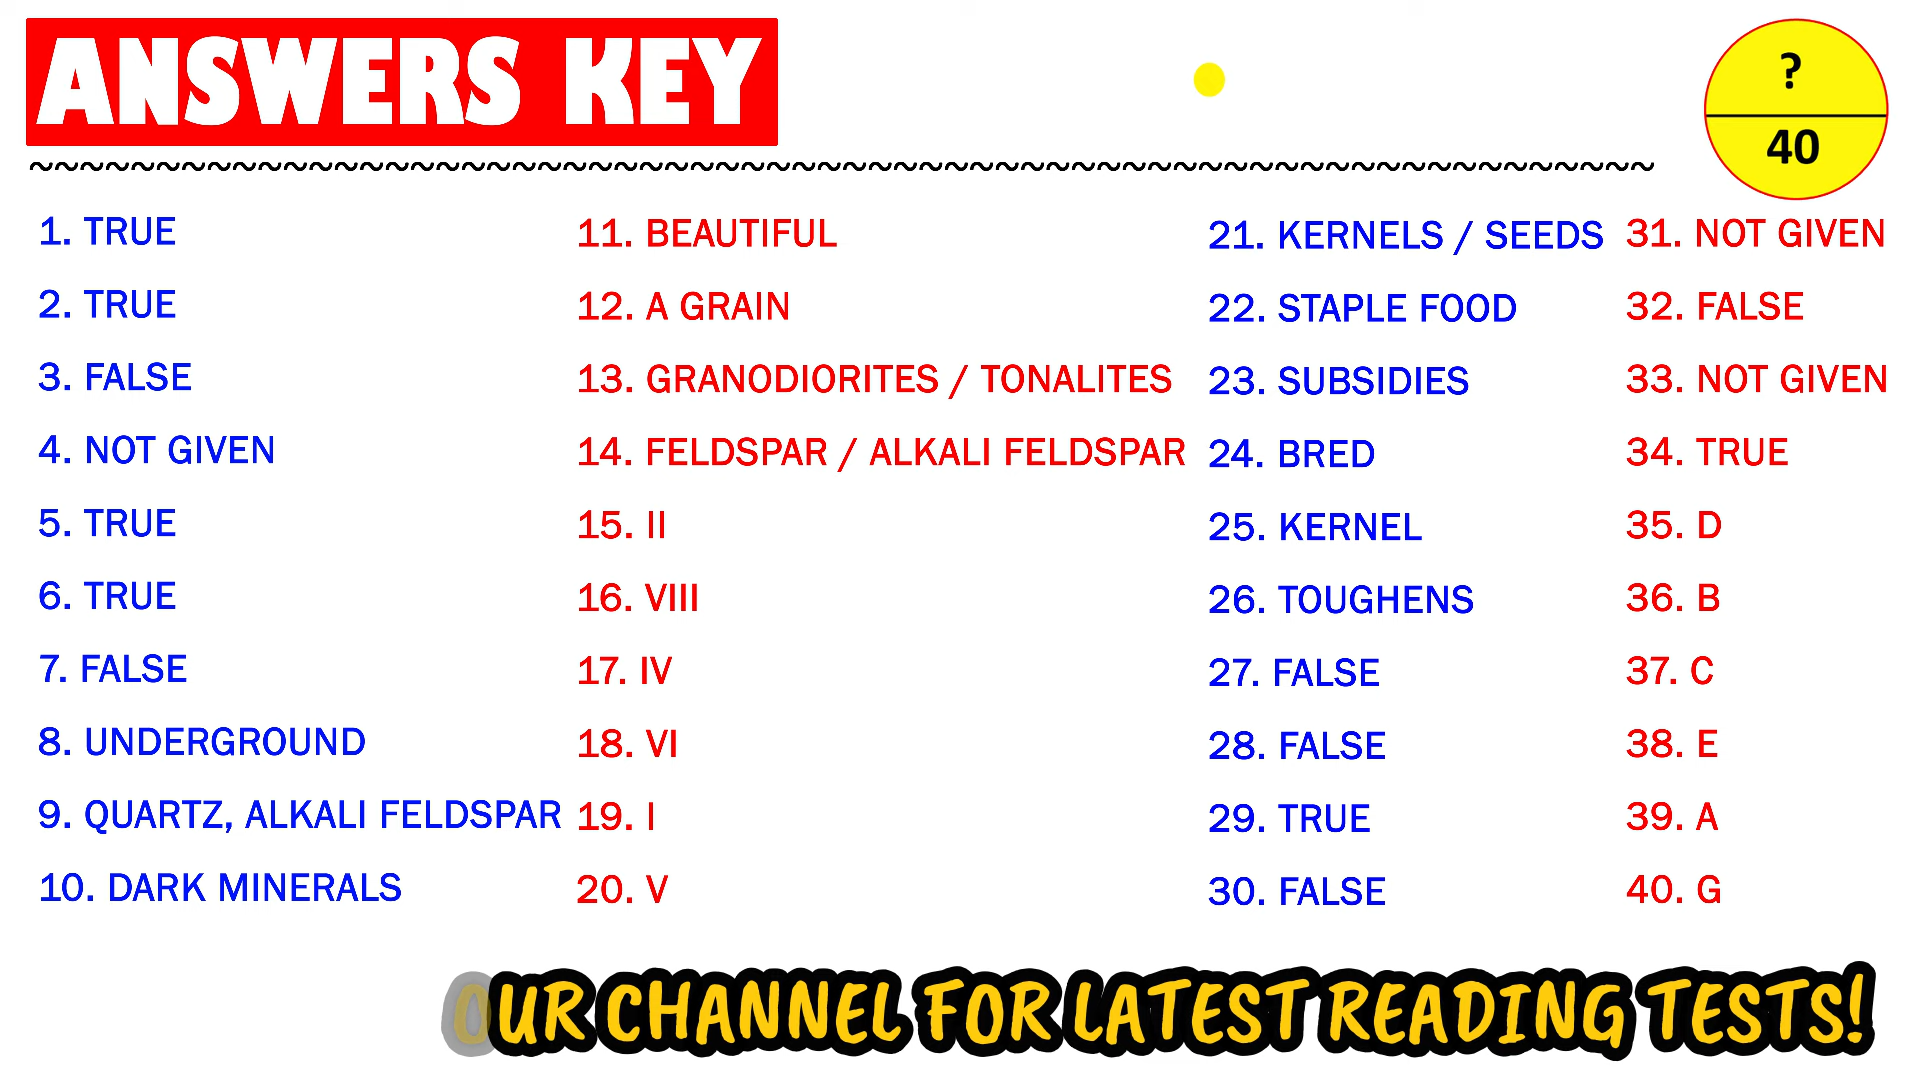 ANSWERS KEY
?
40
~~~~~~~~~~~~~~~~~~~~~~~~~~~~~~~~~~~~~~~~~~~~~~~~~~~~~~~~~~~~~~~~
1. TRUE
2. TRUE
3. FALSE
4. NOT GIVEN
5. TRUE
6. TRUE
7. FALSE
8. UNDERGROUND
9. QUARTZ, ALKALI FELDSPAR
10. DARK MINERALS
11. BEAUTIFUL
12. A GRAIN
13. GRANODIORITES / TONALITES
14. FELDSPAR / ALKALI FELDSPAR
15. II
16. VIII
17. IV
18. VI
19. I
20. V
21. KERNELS / SEEDS
22. STAPLE FOOD
23. SUBSIDIES
24. BRED
25. KERNEL
26. TOUGHENS
27. FALSE
28. FALSE
29. TRUE
30. FALSE
31. NOT GIVEN
32. FALSE
33. NOT GIVEN
34. TRUE
35. D
36. B
37. C
38. E
39. A
40. G
OUR CHANNEL FOR LATEST READING TESTS!